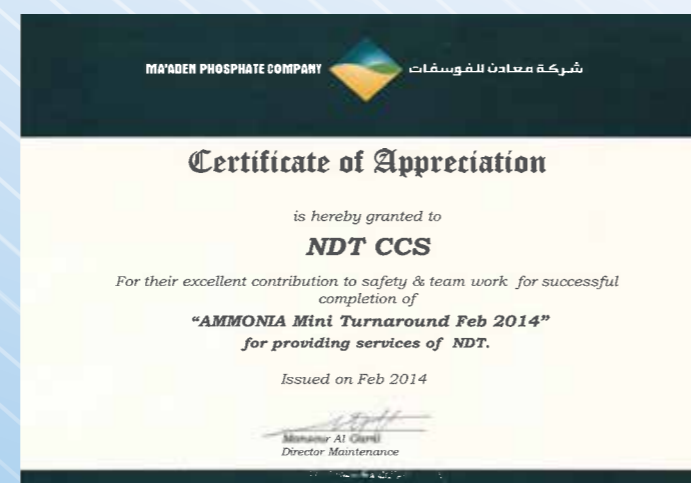 MA'ADEN PHOSPHATE COMPANY
شركة معادن للفوسفات
Certificate of Appreciation
is hereby granted to
NDT CCS
For their excellent contribution to safety & team work for successful
completion of
“AMMONIA Mini Turnaround Feb 2014”
for providing services of NDT.
Issued on Feb 2014
Mansour Al
Director Maintenance